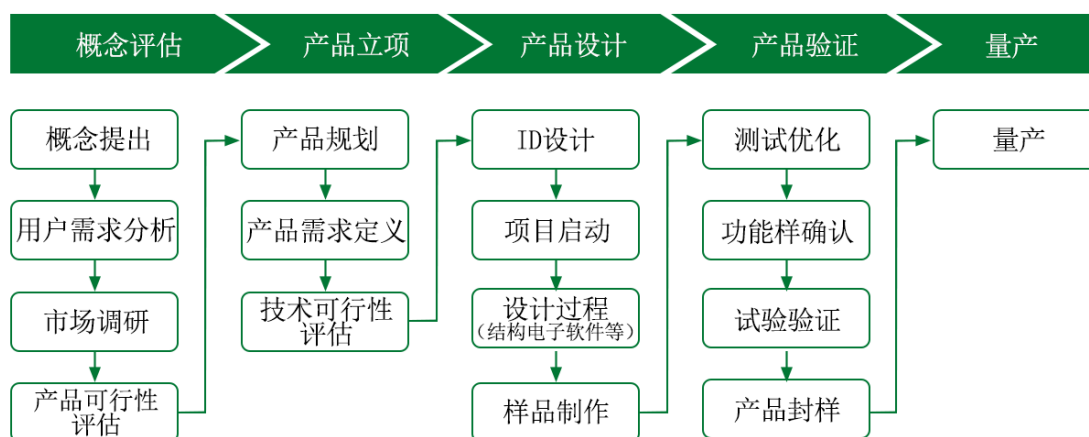 概念评估
产品立项
产品设计
产品验证
量产
概念提出
用户需求分析
市场调研
产品可行性
评估
产品规划
产品需求定义
技术可行性
评估
ID设计
项目启动
设计过程
(结构电子软件等)
样品制作
测试优化
功能样确认
试验验证
产品封样
量产